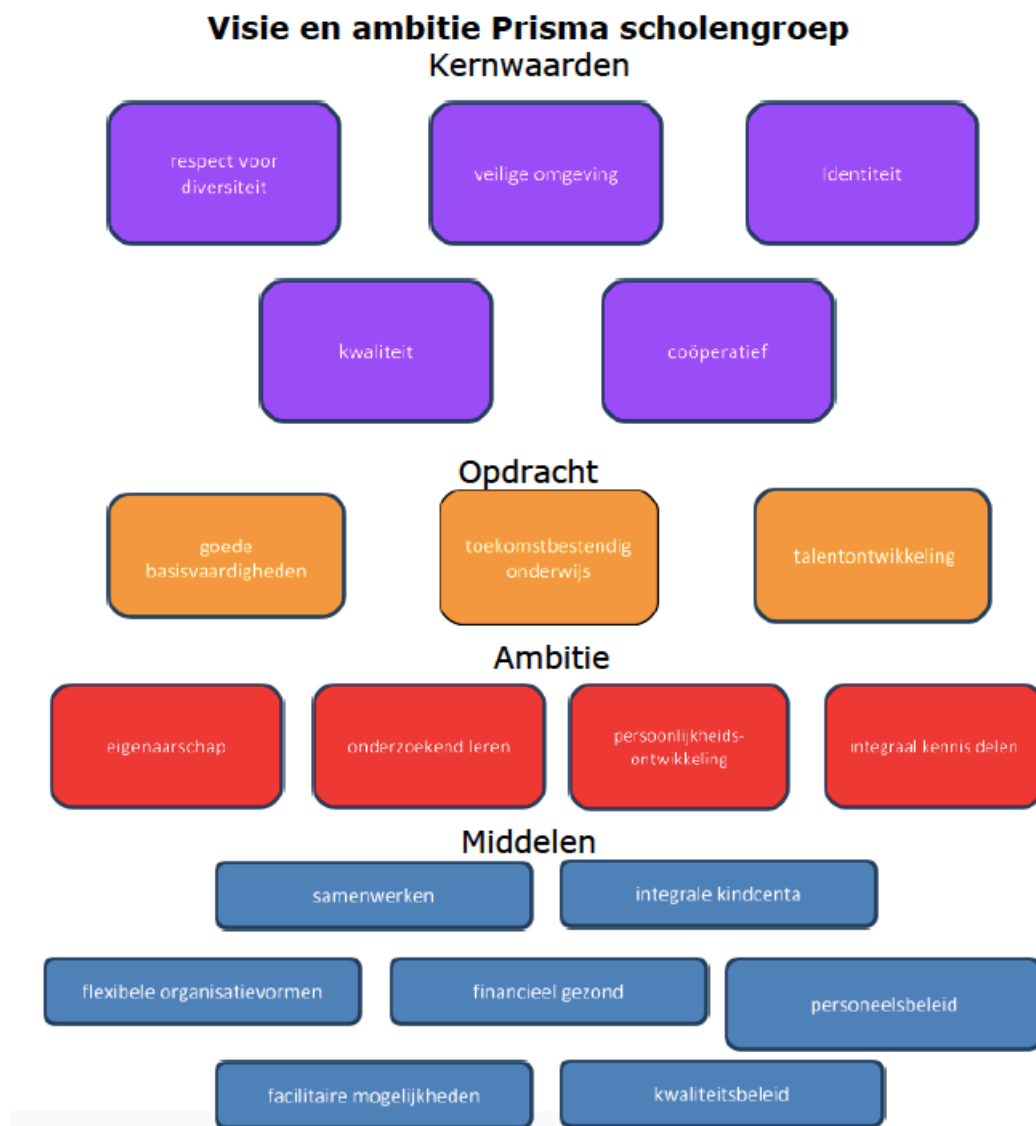 Visie en ambitie Prisma scholengroep
Kernwaarden
respect voor
diversiteit
veilige omgeving
Identiteit
kwaliteit
coöperatief
Opdracht
goede
basisvaardigheden
toekomstbestendig
onderwijs
talentontwikkeling
Ambitie
eigenaarschap
onderzoekend leren
persoonlijkheids-
ontwikkeling
integraal kennis delen
Middelen
samenwerken
integrale kindcenta
flexibele organisatievormen
financieel gezond
personeelsbeleid
facilitaire mogelijkheden
kwaliteitsbeleid